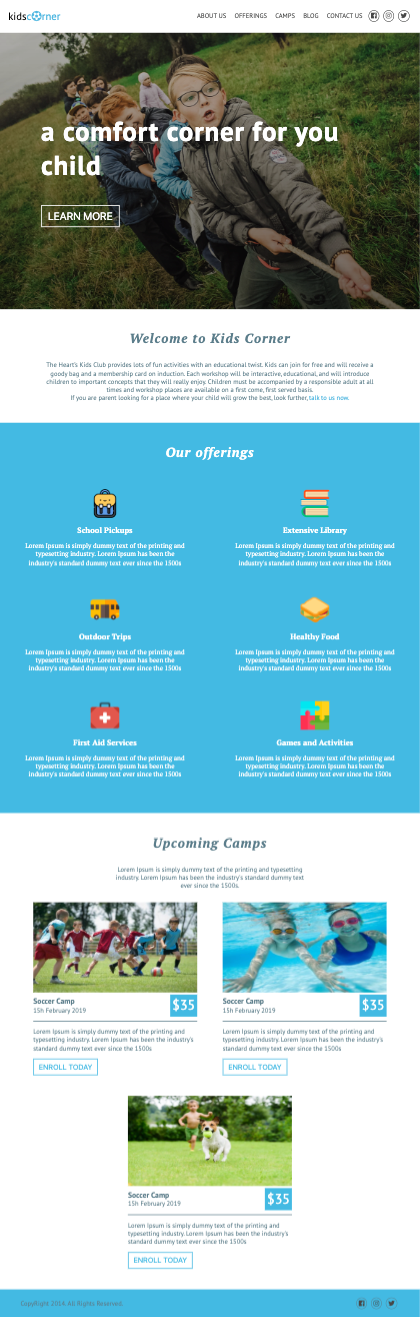 kidscorner
ABOUT US OFFERINGS CAMPS BLOG CONTACT US
a comfort corner for you
child
LEARN MORE
Welcome to Kids Corner
The Heart's Kids Club provides lots of fun activities with an educational twist. Kids can join for free and will receive a
goody bag and a membership card on induction. Each workshop will be interactive, educational, and will introduce
children to important concepts that they will really enjoy. Children must be accompanied by a responsible adult at all
times and workshop places are available on a first come, first served basis.
If you are parent looking for a place where your child will grow the best, look further, talk to us now.
Our offerings
School Pickups
Lorem Ipsum is simply dummy text of the printing and
typesetting industry. Lorem Ipsum has been the
industry's standard dummy text ever since the 1500s
Extensive Library
Lorem Ipsum is simply dummy text of the printing and
typesetting industry. Lorem Ipsum has been the
industry's standard dummy text ever since the 1500s
Outdoor Trips
Lorem Ipsum is simply dummy text of the printing and
typesetting industry. Lorem Ipsum has been the
industry's standard dummy text ever since the 1500s
Healthy Food
Lorem Ipsum is simply dummy text of the printing and
typesetting industry. Lorem Ipsum has been the
industry's standard dummy text ever since the 1500s
First Aid Services
Lorem Ipsum is simply dummy text of the printing and
typesetting industry. Lorem Ipsum has been the
industry's standard dummy text ever since the 1500s
Games and Activities
Lorem Ipsum is simply dummy text of the printing and
typesetting industry. Lorem Ipsum has been the
industry's standard dummy text ever since the 1500s
Upcoming Camps
Lorem Ipsum is simply dummy text of the printing and typesetting
industry. Lorem Ipsum has been the industry's standard dummy text
ever since the 1500s.
Soccer Camp
15h February 2019
$35
Lorem Ipsum is simply dummy text of the printing and
typesetting industry. Lorem Ipsum has been the industry's
standard dummy text ever since the 1500s
ENROLL TODAY
Soccer Camp
15h February 2019
$35
Lorem Ipsum is simply dummy text of the printing and
typesetting industry. Lorem Ipsum has been the industry's
standard dummy text ever since the 1500s
ENROLL TODAY
Soccer Camp
15h February 2019
$35
Lorem Ipsum is simply dummy text of the printing and
typesetting industry. Lorem Ipsum has been the industry's
standard dummy text ever since the 1500s
ENROLL TODAY
CopyRight 2014.All Rights Reserved.